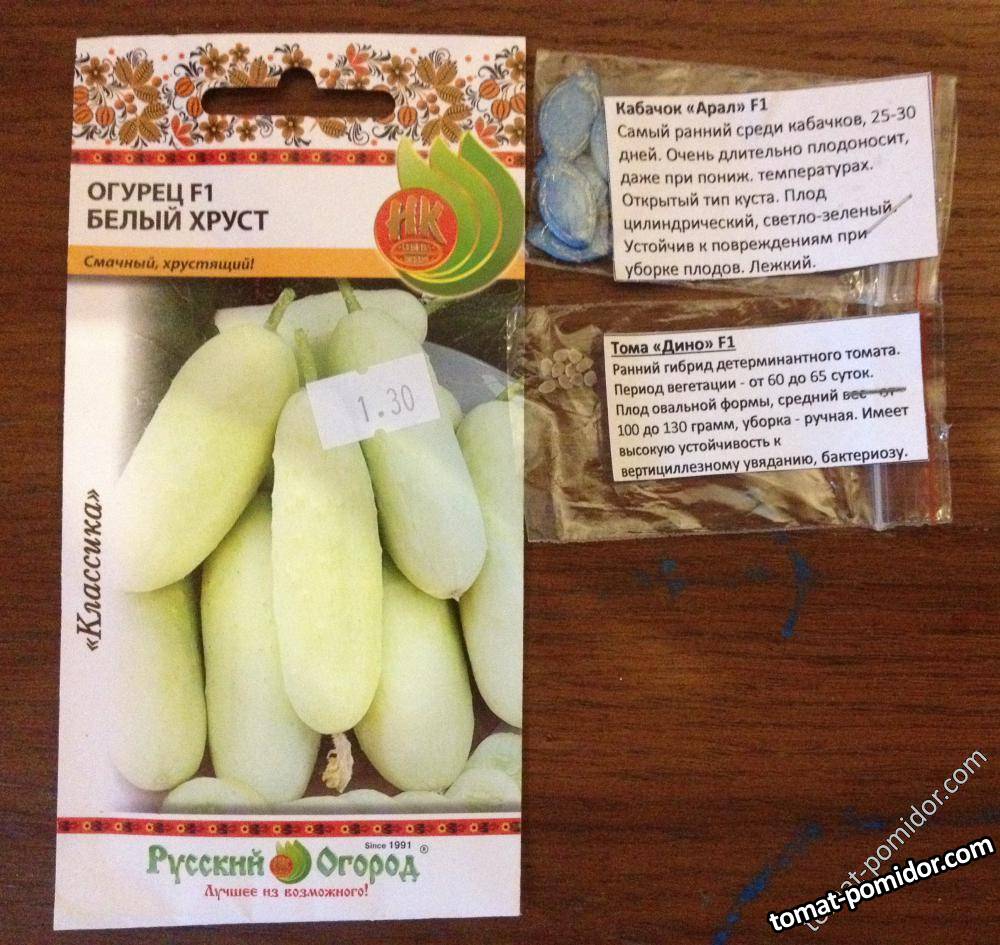 ОГУРЕЦ F1
БЕЛЫЙ ХРУСТ
Смачный, хрустящий!
НК
1.30
«Классика»
Since 1991
Русский Огород®
Лучшее из возможного!
Кабачок «Арал» F1
Самый ранний среди кабачков, 25-30
дней. Очень длительно плодоносит,
даже при пониж. температурах.
Открытый тип куста. Плод
цилиндрический, светло-зеленый.
Устойчив к повреждениям при
уборке плодов. Лежкий.
Тома «Дино» F1
Ранний гибрид детерминантного томата.
Период вегетации - от 60 до 65 суток.
Плод овальной формы, средний вес - от
100 до 130 грамм, уборка - ручная. Имеет
высокую устойчивость к
вертициллезному увяданию, бактериозу.
tomat-pomidor.com
tomat-pomidor.com